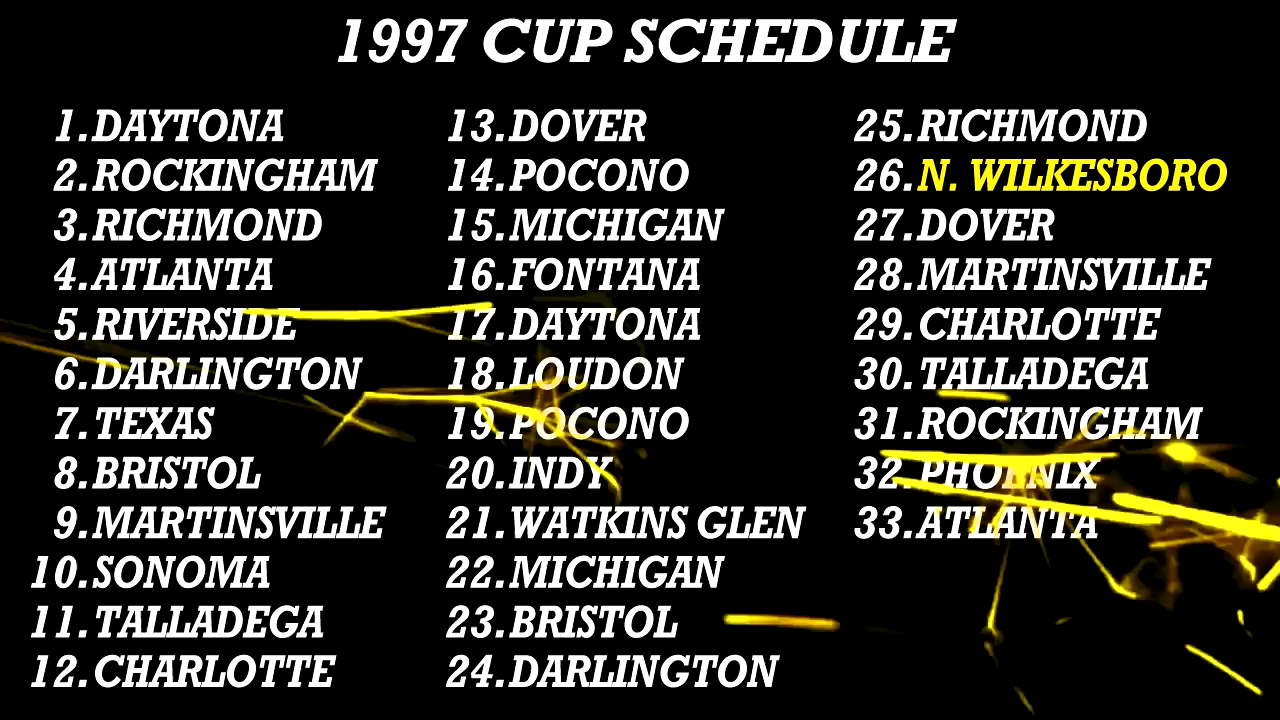 1997 CUP SCHEDULE
1. DAYTONA
2. ROCKINGHAM
3. RICHMOND
4. ATLANTA
5. RIVERSIDE
6. DARLINGTON
7. TEXAS
8. BRISTOL
9. MARTINSVILLE
10. SONOMA
11. TALLADEGA
12. CHARLOTTE
13. DOVER
14. POCONO
15. MICHIGAN
16. FONTANA
17. DAYTONA
18. LOUDON
19. POCONO
20. INDY
21. WATKINS GLEN
22. MICHIGAN
23. BRISTOL
24. DARLINGTON
25. RICHMOND
26. N. WILKESBORO
27. DOVER
28. MARTINSVILLE
29. CHARLOTTE
30. TALLADEGA
31. ROCKINGHAM
32. PHOENIX
33. ATLANTA